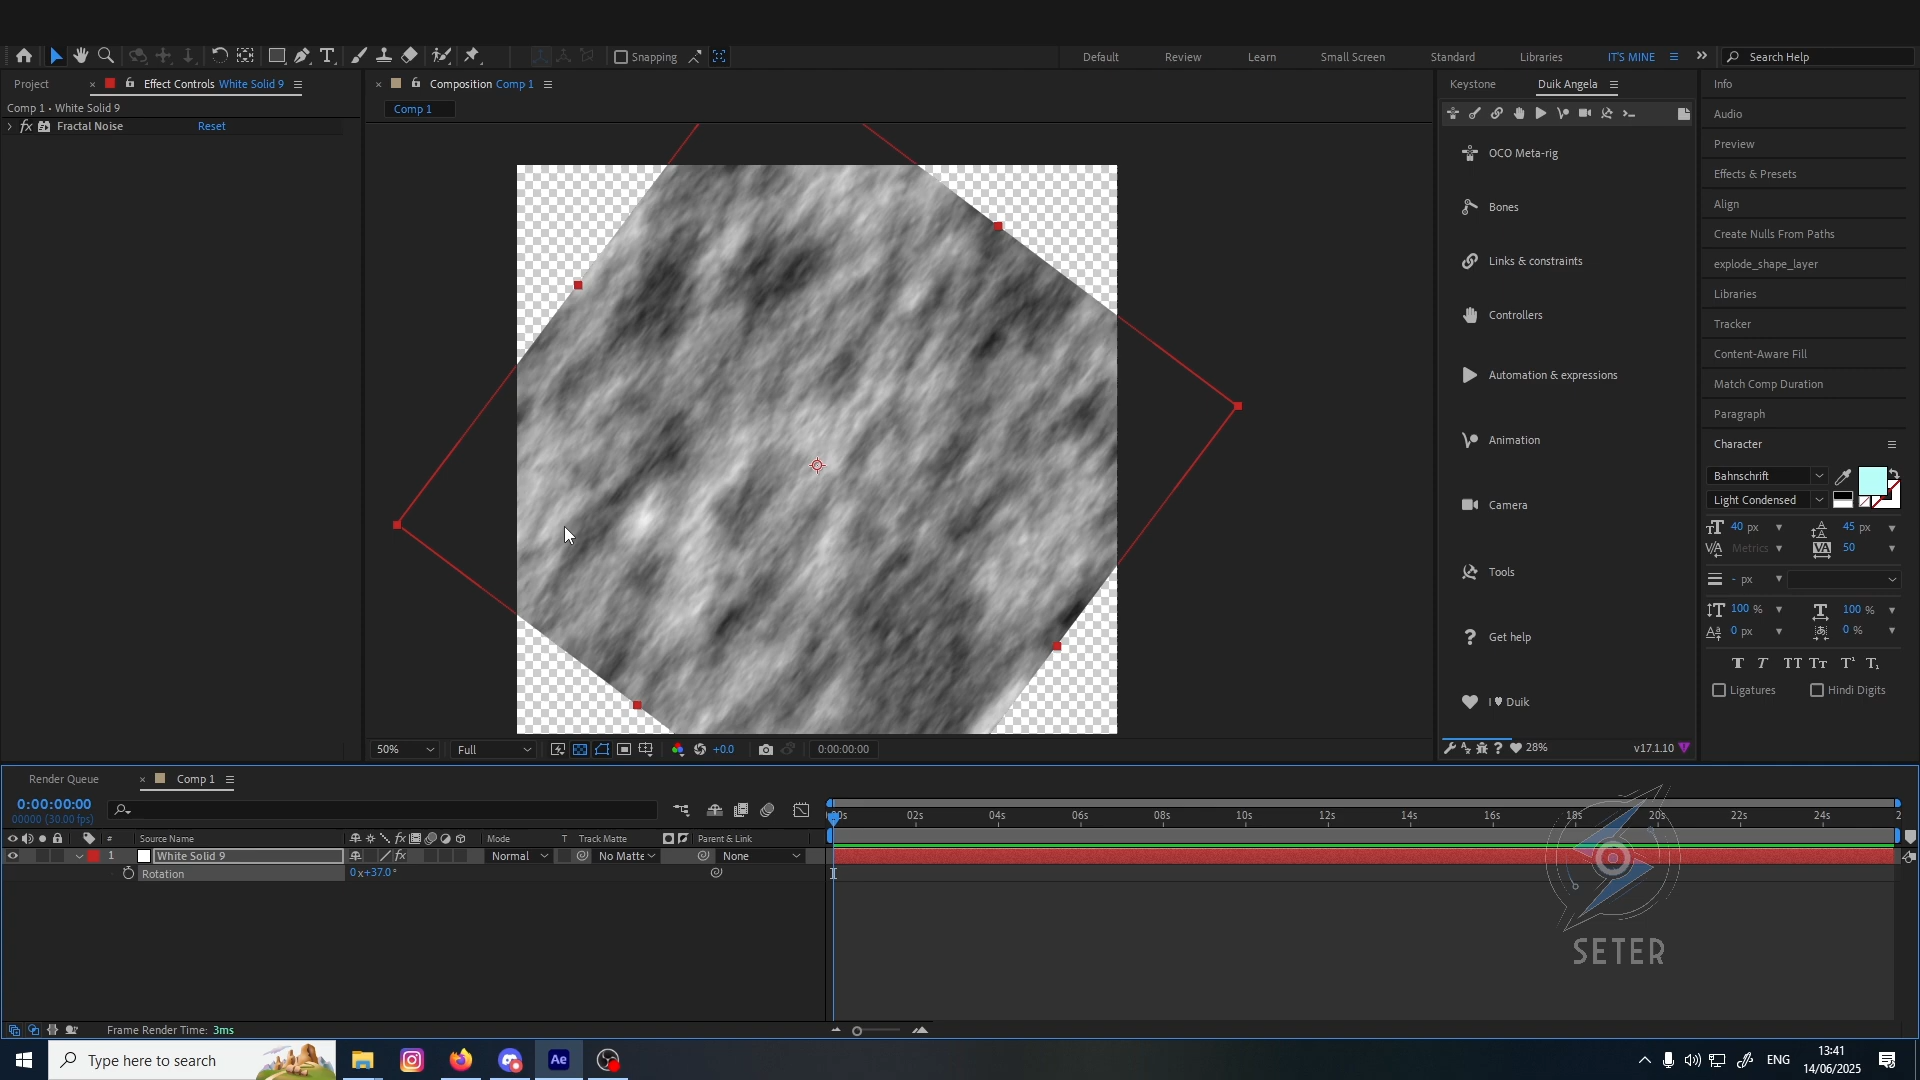 Snapping
Default
Review
Learn
Small Screen
Standard
Libraries
IT'S MINE
Search Help
Project
Effect Controls White Solid 9
Composition Comp 1
Keystone
Duik Angela
Info
Comp 1 • White Solid 9
Comp 1
fx Fractal Noise
Reset
Audio
Preview
Effects & Presets
Align
Create Nulls From Paths
explode_shape_layer
Libraries
Tracker
Content-Aware Fill
Match Comp Duration
Paragraph
Character
OCO Meta-rig
Bones
Links & constraints
Controllers
Automation & expressions
Animation
Camera
Tools
Get help
I ♥ Duik
28%
v17.1.10
Bahnschrift
Light Condensed
40 px
45 px
Metrics
50
- px
100 %
100 %
0 px
0 %
Ligatures
Hindi Digits
50%
Full
+0.0
0:00:00:00
Render Queue
Comp 1
0:00:00:00
00000 (30.00 fps)
# Source Name
Mode
T Track Matte
Parent & Link
1 White Solid 9
Normal
No Matte
None
Rotation
0x+37.0°
02s
04s
06s
08s
10s
12s
14s
16s
18s
20s
22s
24s
SETER
Frame Render Time: 3ms
Type here to search
Ae
ENG
13:41
14/06/2025